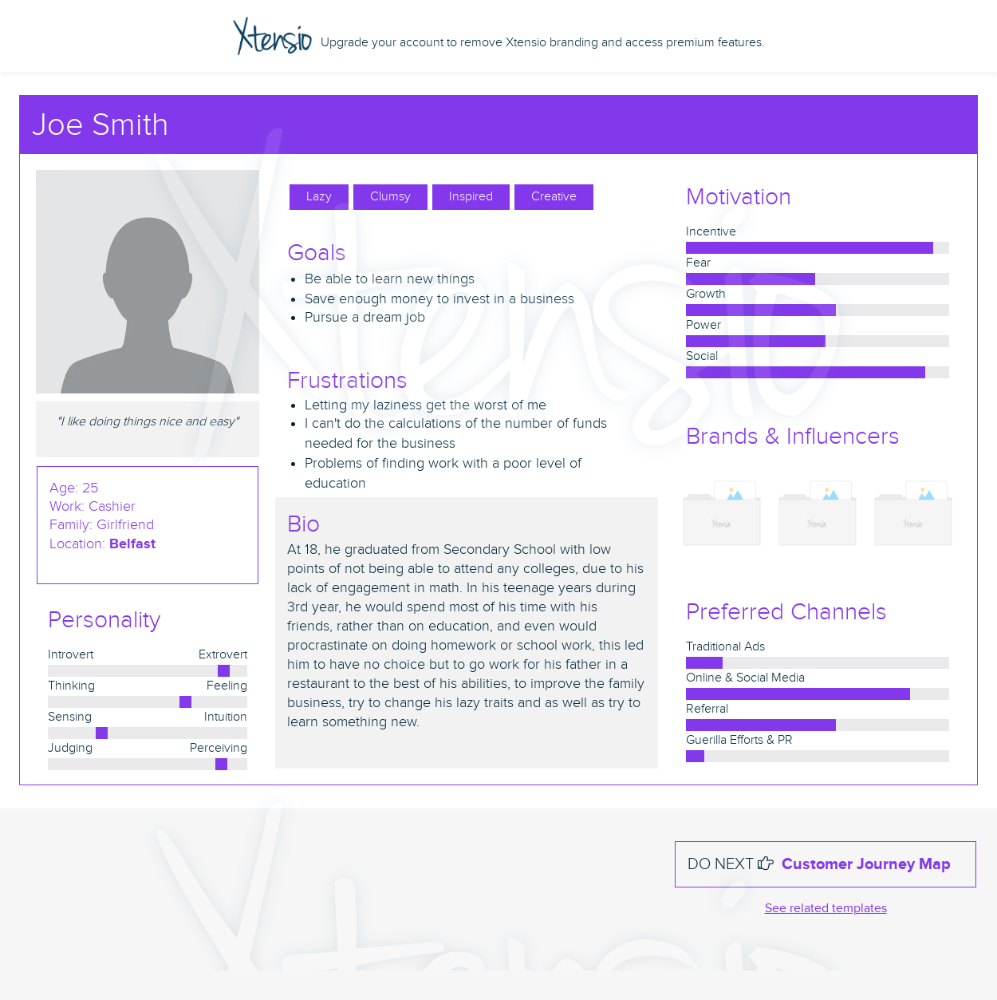 Xtensio Upgrade your account to remove Xtensio branding and access premium features.
Joe Smith
"I like doing things nice and easy"
Age: 25
Work: Cashier
Family: Girlfriend
Location: Belfast
Personality
Introvert Extrovert
Thinking Feeling
Sensing Intuition
Judging Perceiving
Lazy Clumsy Inspired Creative
Goals
Be able to learn new things
Save enough money to invest in a business
Pursue a dream job
Frustrations
Letting my laziness get the worst of me
I can't do the calculations of the number of funds
needed for the business
Problems of finding work with a poor level of
education
Bio
At 18, he graduated from Secondary School with low
points of not being able to attend any colleges, due to his
lack of engagement in math. In his teenage years during
3rd year, he would spend most of his time with his
friends, rather than on education, and even would
procrastinate on doing homework or school work, this led
him to have no choice but to go work for his father in a
restaurant to the best of his abilities, to improve the family
business, try to change his lazy traits and as well as try to
learn something new.
Motivation
Incentive
Fear
Growth
Power
Social
Brands & Influencers
Xtensio Xtensio Xtensio
Preferred Channels
Traditional Ads
Online & Social Media
Referral
Guerilla Efforts & PR
Xtensio
DO NEXT Customer Journey Map
See related templates
Xtensio